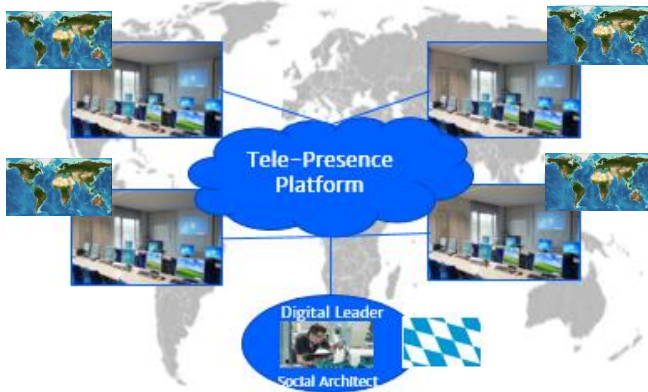 Tele-Presence
Platform
Digital Leader
Social Architect